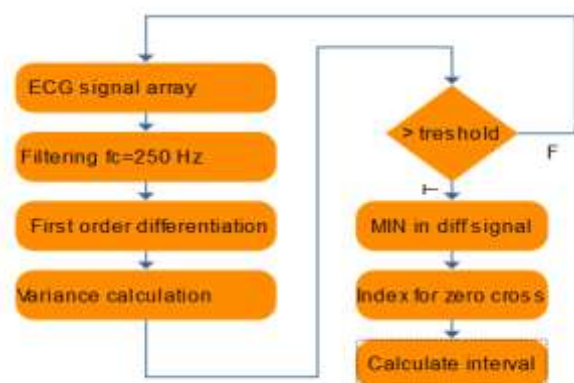 ECG signal array
Filtering fc=250 Hz
First order differentiation
Variance calculation
> treshold
F
T
MIN in diff signal
Index for zero cross
Calculate interval